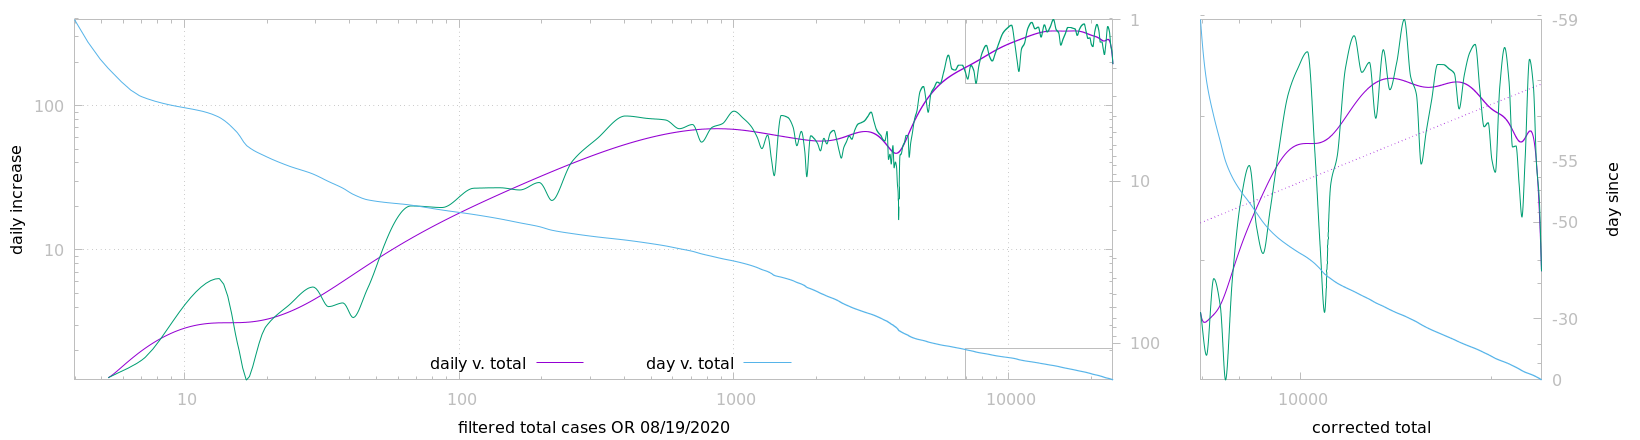 1
-59
100
daily increase
10
-55
10
-50
day since
10
-30
daily v. total
day v. total
100
0
10
100
1000
10000
10000
filtered total cases OR 08/19/2020
corrected total